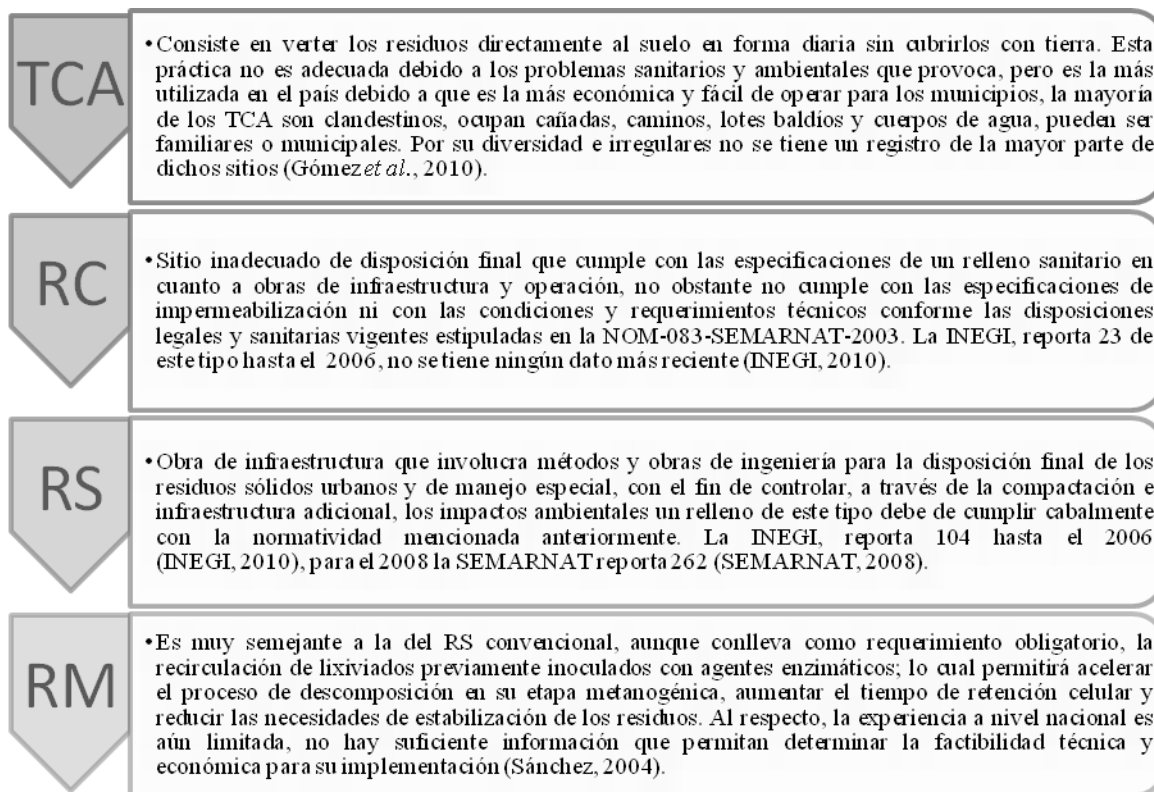 TCA
•Consiste en verter los residuos directamente al suelo en forma diaria sin cubrirlos con tierra. Esta
práctica no es adecuada debido a los problemas sanitarios y ambientales que provoca, pero es la más
utilizada en el país debido a que es la más económica y fácil de operar para los municipios, la mayoría
de los TCA son clandestinos, ocupan cañadas, caminos, lotes baldíos y cuerpos de agua, pueden ser
familiares o municipales. Por su diversidad e irregulares no se tiene un registro de la mayor parte de
dichos sitios (Gómez et al., 2010).
RC
•Sitio inadecuado de disposición final que cumple con las especificaciones de un relleno sanitario en
cuanto a obras de infraestructura y operación, no obstante no cumple con las especificaciones de
impermeabilización ni con las condiciones y requerimientos técnicos conforme las disposiciones
legales y sanitarias vigentes estipuladas en la NOM-083-SEMARNAT-2003. La INEGI, reporta 23 de
este tipo hasta el 2006, no se tiene ningún dato más reciente (INEGI, 2010).
RS
•Obra de infraestructura que involucra métodos y obras de ingeniería para la disposición final de los
residuos sólidos urbanos y de manejo especial, con el fin de controlar, a través de la compactación e
infraestructura adicional, los impactos ambientales un relleno de este tipo debe de cumplir cabalmente
con la normatividad mencionada anteriormente. La INEGI, reporta 104 hasta el 2006
(INEGI, 2010), para el 2008 la SEMARNAT reporta 262 (SEMARNAT, 2008).
RM
•Es muy semejante a la del RS convencional, aunque conlleva como requerimiento obligatorio, la
recirculación de lixiviados previamente inoculados con agentes enzimáticos; lo cual permitirá acelerar
el proceso de descomposición en su etapa metanogénica, aumentar el tiempo de retención celular y
reducir las necesidades de estabilización de los residuos. Al respecto, la experiencia a nivel nacional es
aún limitada, no hay suficiente información que permitan determinar la factibilidad técnica y
económica para su implementación (Sánchez, 2004).